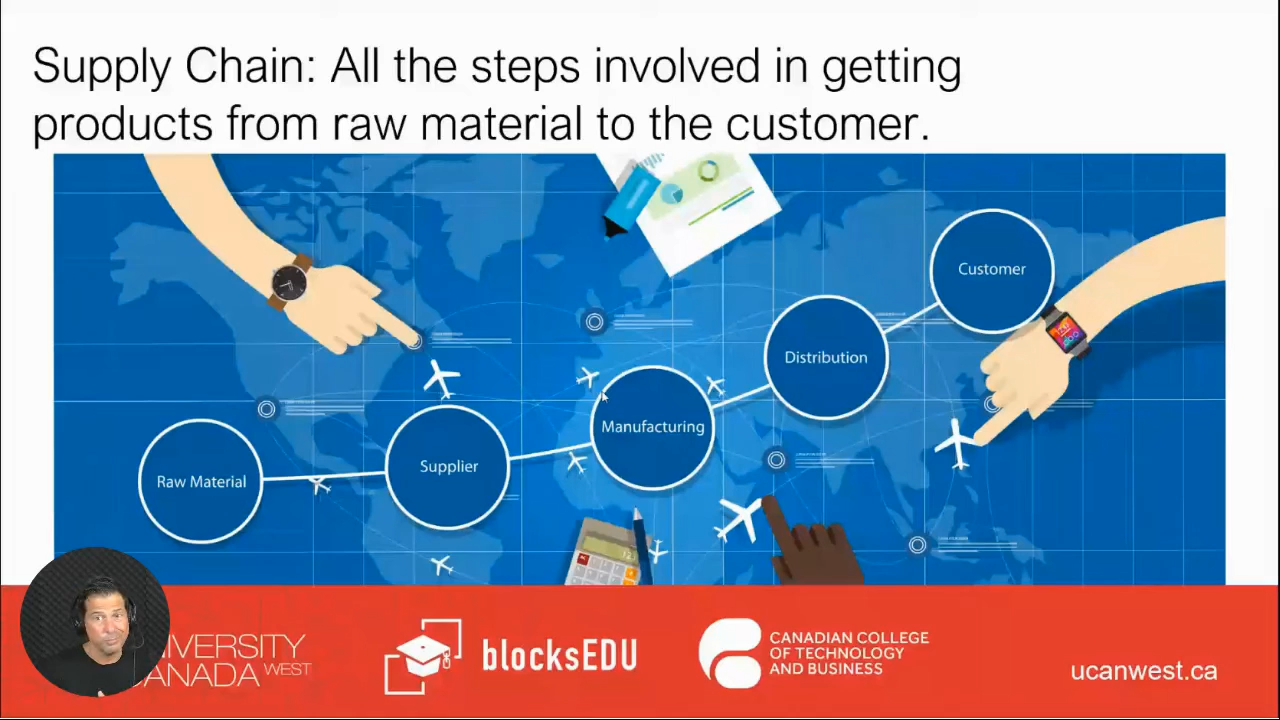 Supply Chain: All the steps involved in getting
products from raw material to the customer.
Customer
Distribution
Manufacturing
Supplier
Raw Material
IVERSITY
CANADA WEST
blocksEDU
CANADIAN COLLEGE
OF TECHNOLOGY
AND BUSINESS
ucanwest.ca